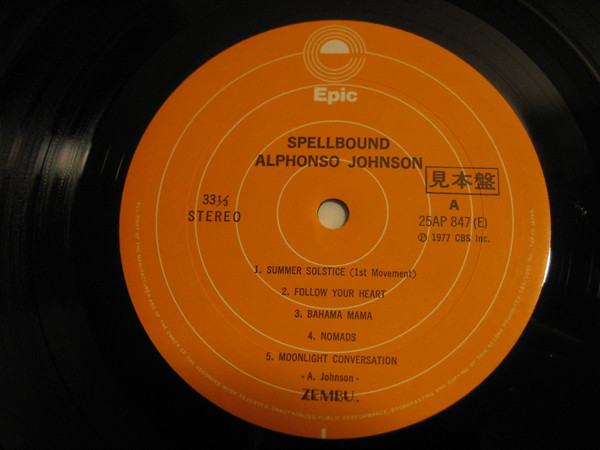 Epic
SPELLBOUND
ALPHONSO JOHNSON
見本盤
33⅓
STEREO
A
25AP 847(E)
Ⓟ 1977 CBS Inc.
1. SUMMER SOLSTICE (1st Movement)
2. FOLLOW YOUR HEART
3. BAHAMA MAMA
4. NOMADS
5. MOONLIGHT CONVERSATION
- A. Johnson -
ZEMBU.